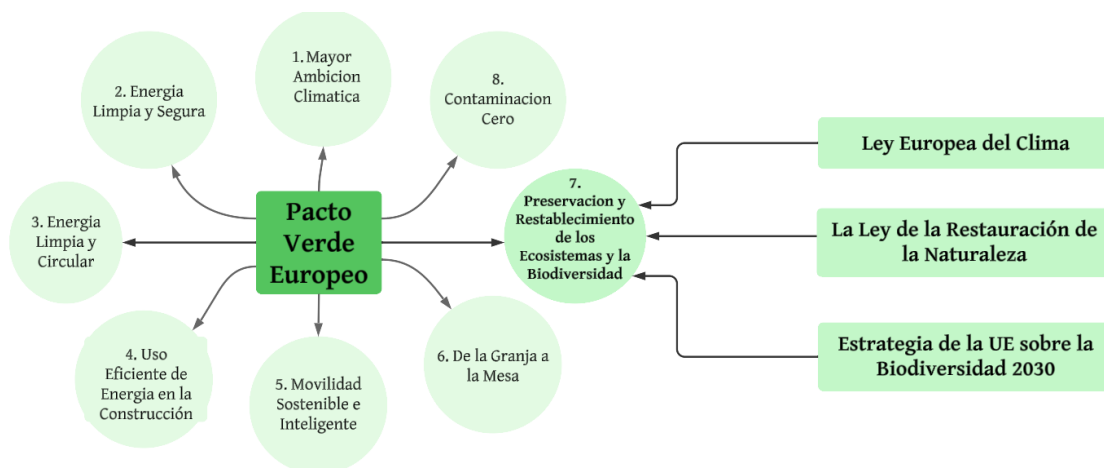 1. Mayor
Ambicion
Climatica
2. Energia
Limpia y Segura
3. Energia
Limpia y
Circular
4. Uso
Eficiente de
Energia en la
Construcción
5. Movilidad
Sostenible e
Inteligente
6. De la Granja a
la Mesa
7.
Preservacion y
Restablecimiento
de los
Ecosistemas y la
Biodiversidad
8.
Contaminacion
Cero
Pacto
Verde
Europeo
Ley Europea del Clima
La Ley de la Restauración de
la Naturaleza
Estrategia de la UE sobre la
Biodiversidad 2030